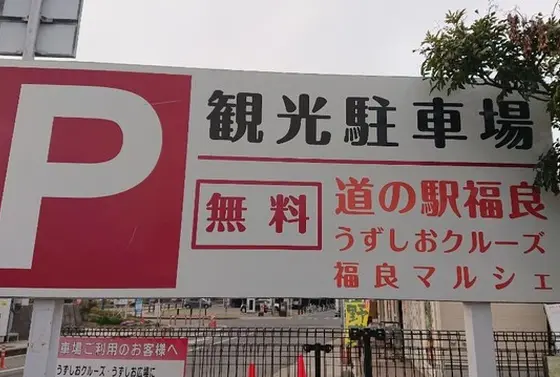 P
観光駐車場
無料
道の駅福良
うずしおクルーズ
福良マルシェ
車場ご利用のお客様へ
うずしおクルーズ・うずしお広場に